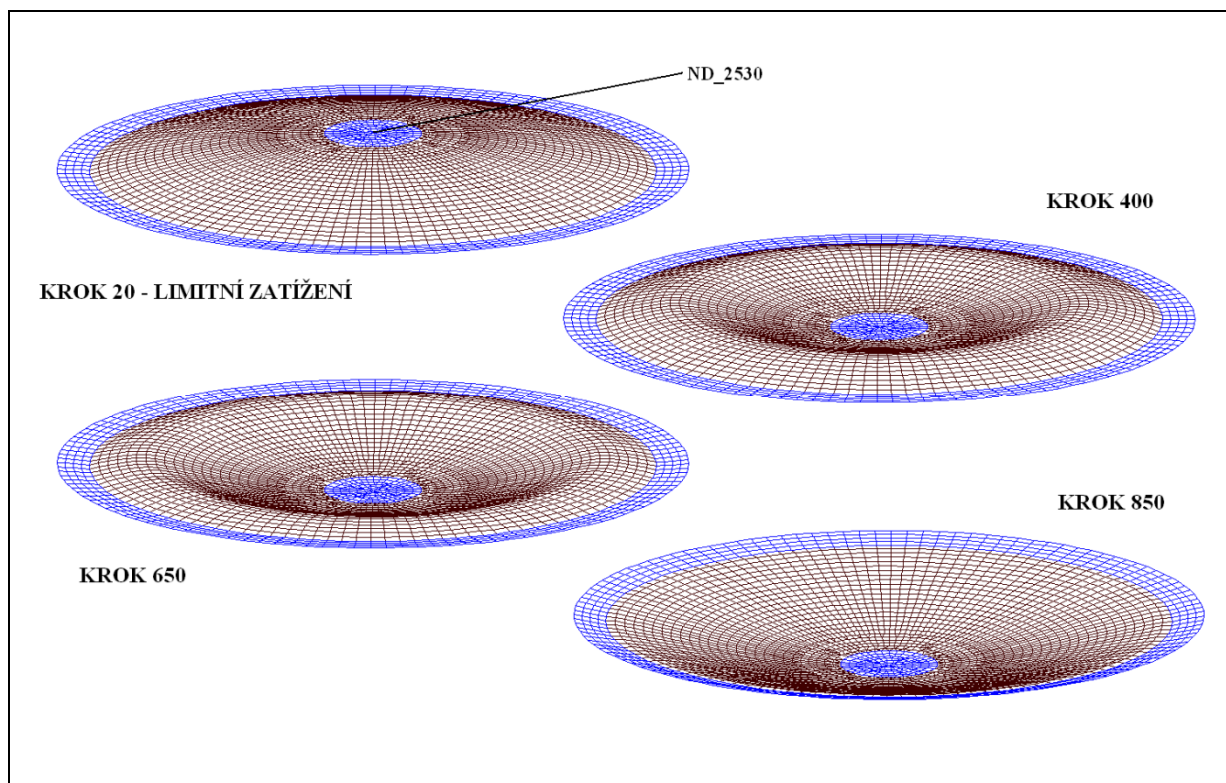 ND_2530
KROK 400
KROK 20 - LIMITNÍ ZATÍŽENÍ
KROK 850
KROK 650